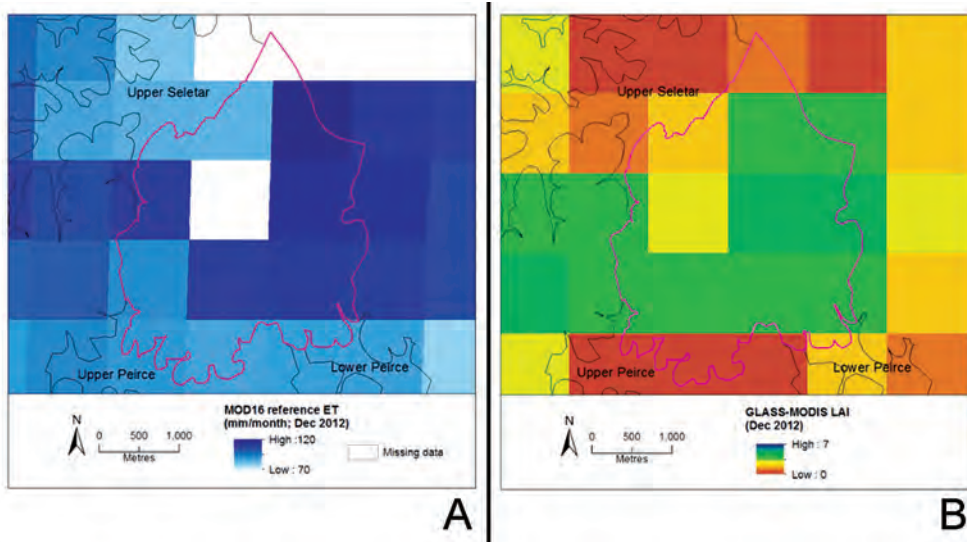 Upper Seletar
Upper Peirce
Lower Peirce
N
0 500 1,000
Metres
MOD16 reference ET
(mm/month; Dec 2012)
High : 120
Low : 70
Missing data
A
Upper Seletar
Upper Peirce
Lower Peirce
N
0 500 1,000
Metres
GLASS-MODIS LAI
(Dec 2012)
High : 7
Low : 0
B